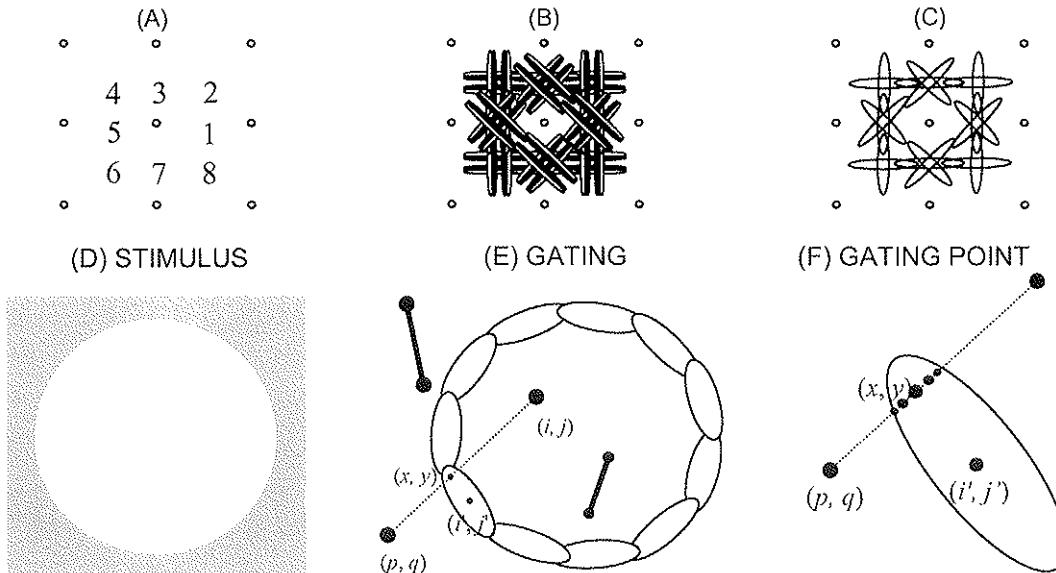 (A) (B) (C)
4 3 2
5 1
6 7 8
(D) STIMULUS (E) GATING (F) GATING POINT
(x, y)
(i, j)
(x, y)
(p, q) (i', j')
(i', j')
(p, q)